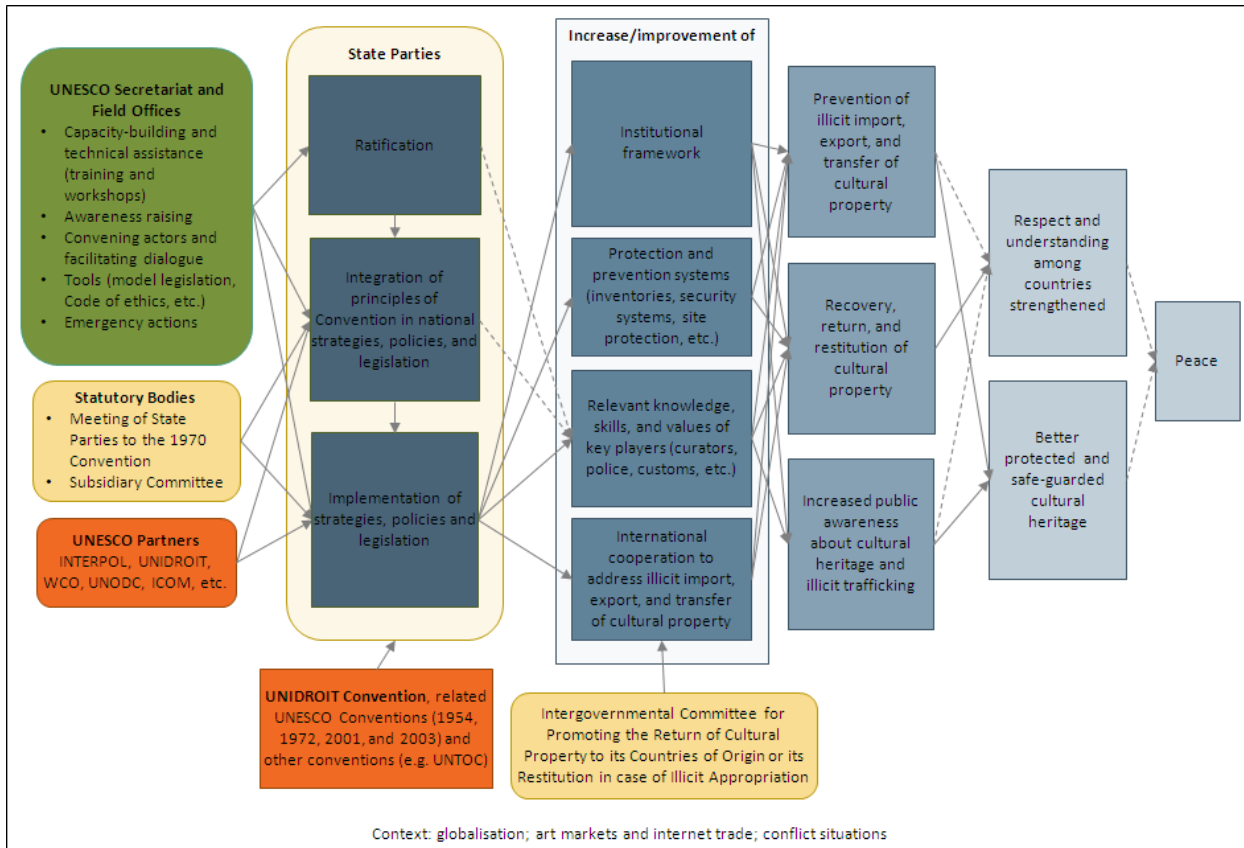 UNESCO Secretariat and
Field Offices
• Capacity-building and
technical assistance
(training and
workshops)
• Awareness raising
• Convening actors and
facilitating dialogue
• Tools (model legislation,
Code of ethics, etc.)
• Emergency actions
Statutory Bodies
• Meeting of State
Parties to the 1970
Convention
• Subsidiary Committee
UNESCO Partners
INTERPOL, UNIDROIT,
WCO, UNODC, ICOM, etc.
State Parties
Ratification
Integration of
principles of
Convention in national
strategies, policies, and
legislation
Implementation of
strategies, policies and
legislation
UNIDROIT Convention, related
UNESCO Conventions (1954,
1972, 2001, and 2003) and
other conventions (e.g. UNTOC)
Increase/improvement of
Institutional
framework
Protection and
prevention systems
(inventories, security
systems, site
protection, etc.)
Relevant knowledge,
skills, and values of
key players (curators,
police, customs, etc.)
International
cooperation to
address illicit import,
export, and transfer
of cultural property
Intergovernmental Committee for
Promoting the Return of Cultural
Property to its Countries of Origin or its
Restitution in case of Illicit Appropriation
Prevention of
illicit import,
export, and
transfer of
cultural
property
Recovery,
return, and
restitution of
cultural
property
Increased public
awareness
about cultural
heritage and
illicit trafficking
Respect and
understanding
among
countries
strengthened
Better
protected and
safe-guarded
cultural
heritage
Peace
Context: globalisation; art markets and internet trade; conflict situations